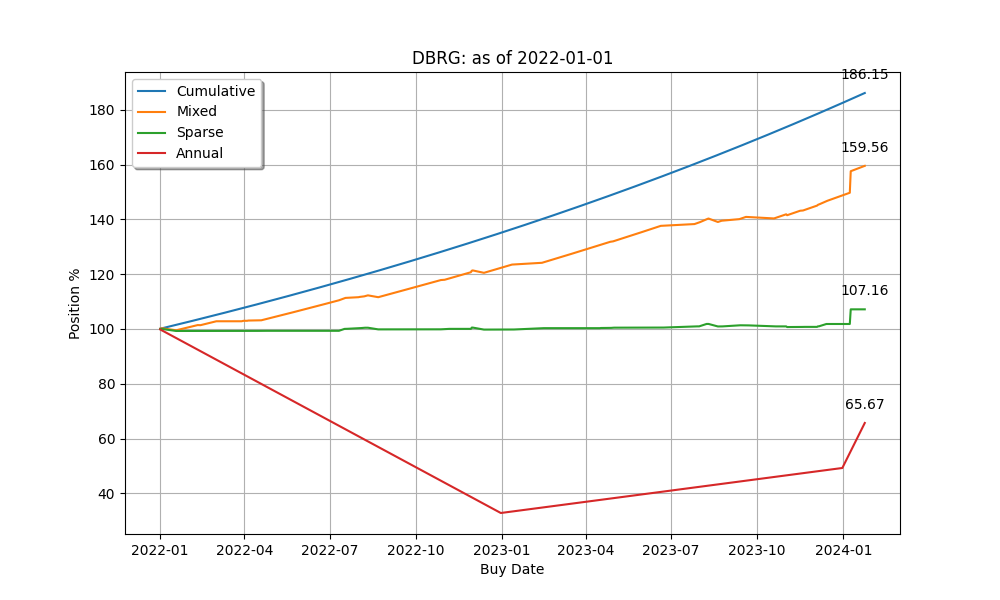 DBRG: as of 2022-01-01
186.15
Cumulative
Mixed
Sparse
Annual
159.56
107.16
65.67
180
160
140
120
100
80
60
40
Position %
2022-01 2022-04 2022-07 2022-10 2023-01 2023-04 2023-07 2023-10 2024-01
Buy Date